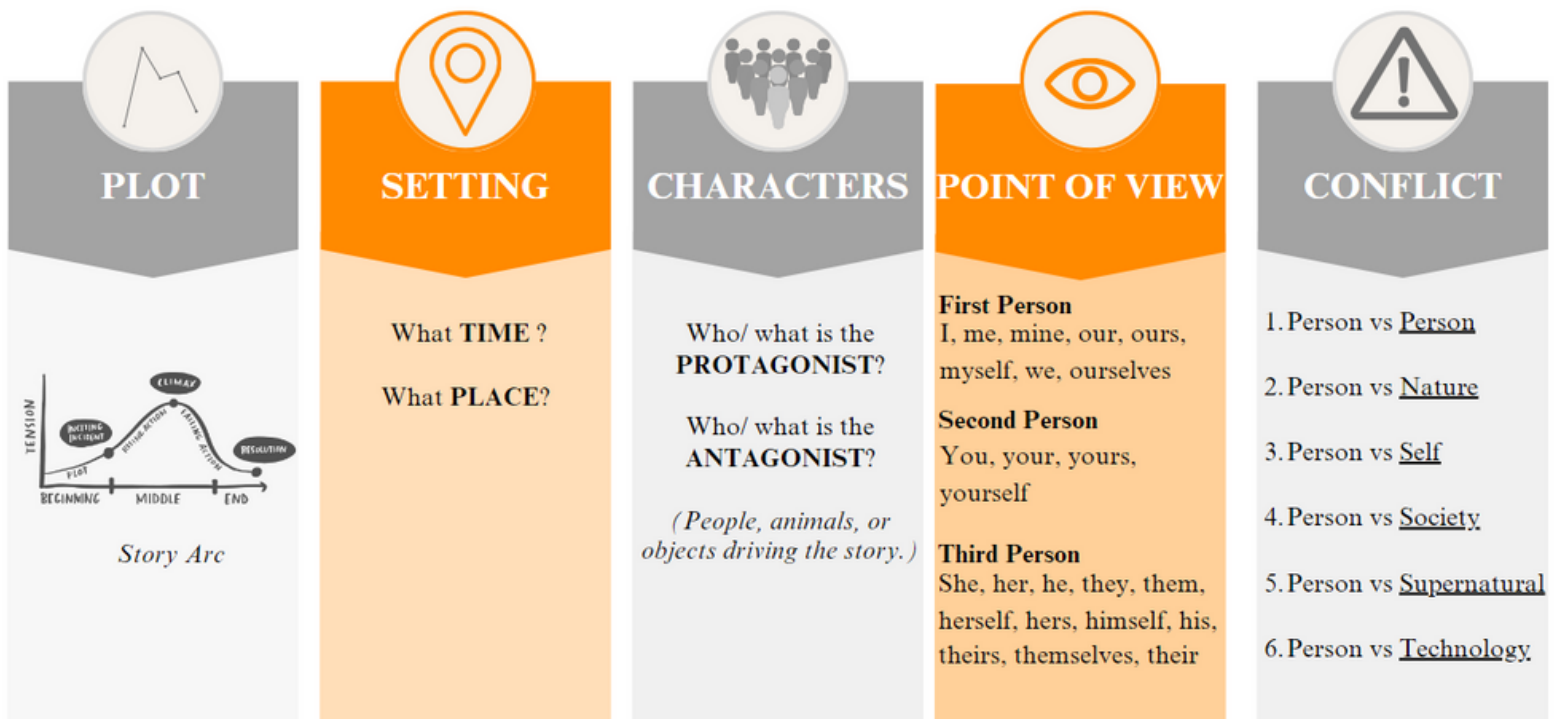 PLOT
TENSION
CLIMAX
INCITING
INCIDENT
RISING ACTION
FALLING ACTION
RESOLUTION
PLOT
BEGINNING
MIDDLE
END
Story Arc
SETTING
What TIME ?
What PLACE?
CHARACTERS
Who/ what is the
PROTAGONIST?
Who/ what is the
ANTAGONIST?
(People, animals, or
objects driving the story.)
POINT OF VIEW
First Person
I, me, mine, our, ours,
myself, we, ourselves
Second Person
You, your, yours,
yourself
Third Person
She, her, he, they, them,
herself, hers, himself, his,
theirs, themselves, their
CONFLICT
1.Person vs Person
2.Person vs Nature
3.Person vs Self
4.Person vs Society
5.Person vs Supernatural
6.Person vs Technology